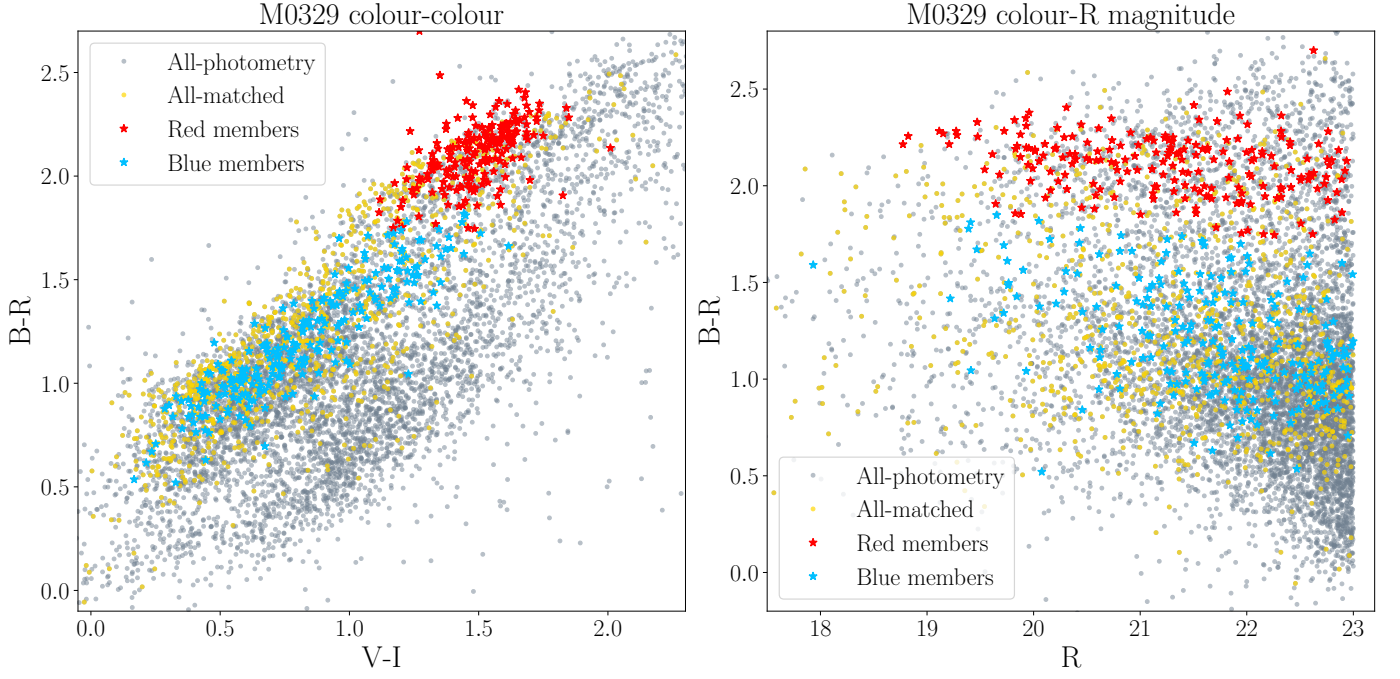 M0329 colour-colour
B-R
2.5
2.0
1.5
1.0
0.5
0.0
All-photometry
All-matched
Red members
Blue members
0.0 0.5 1.0 1.5 2.0
V-I
M0329 colour-R magnitude
B-R
2.5
2.0
1.5
1.0
0.5
0.0
All-photometry
All-matched
Red members
Blue members
18 19 20 21 22 23
R